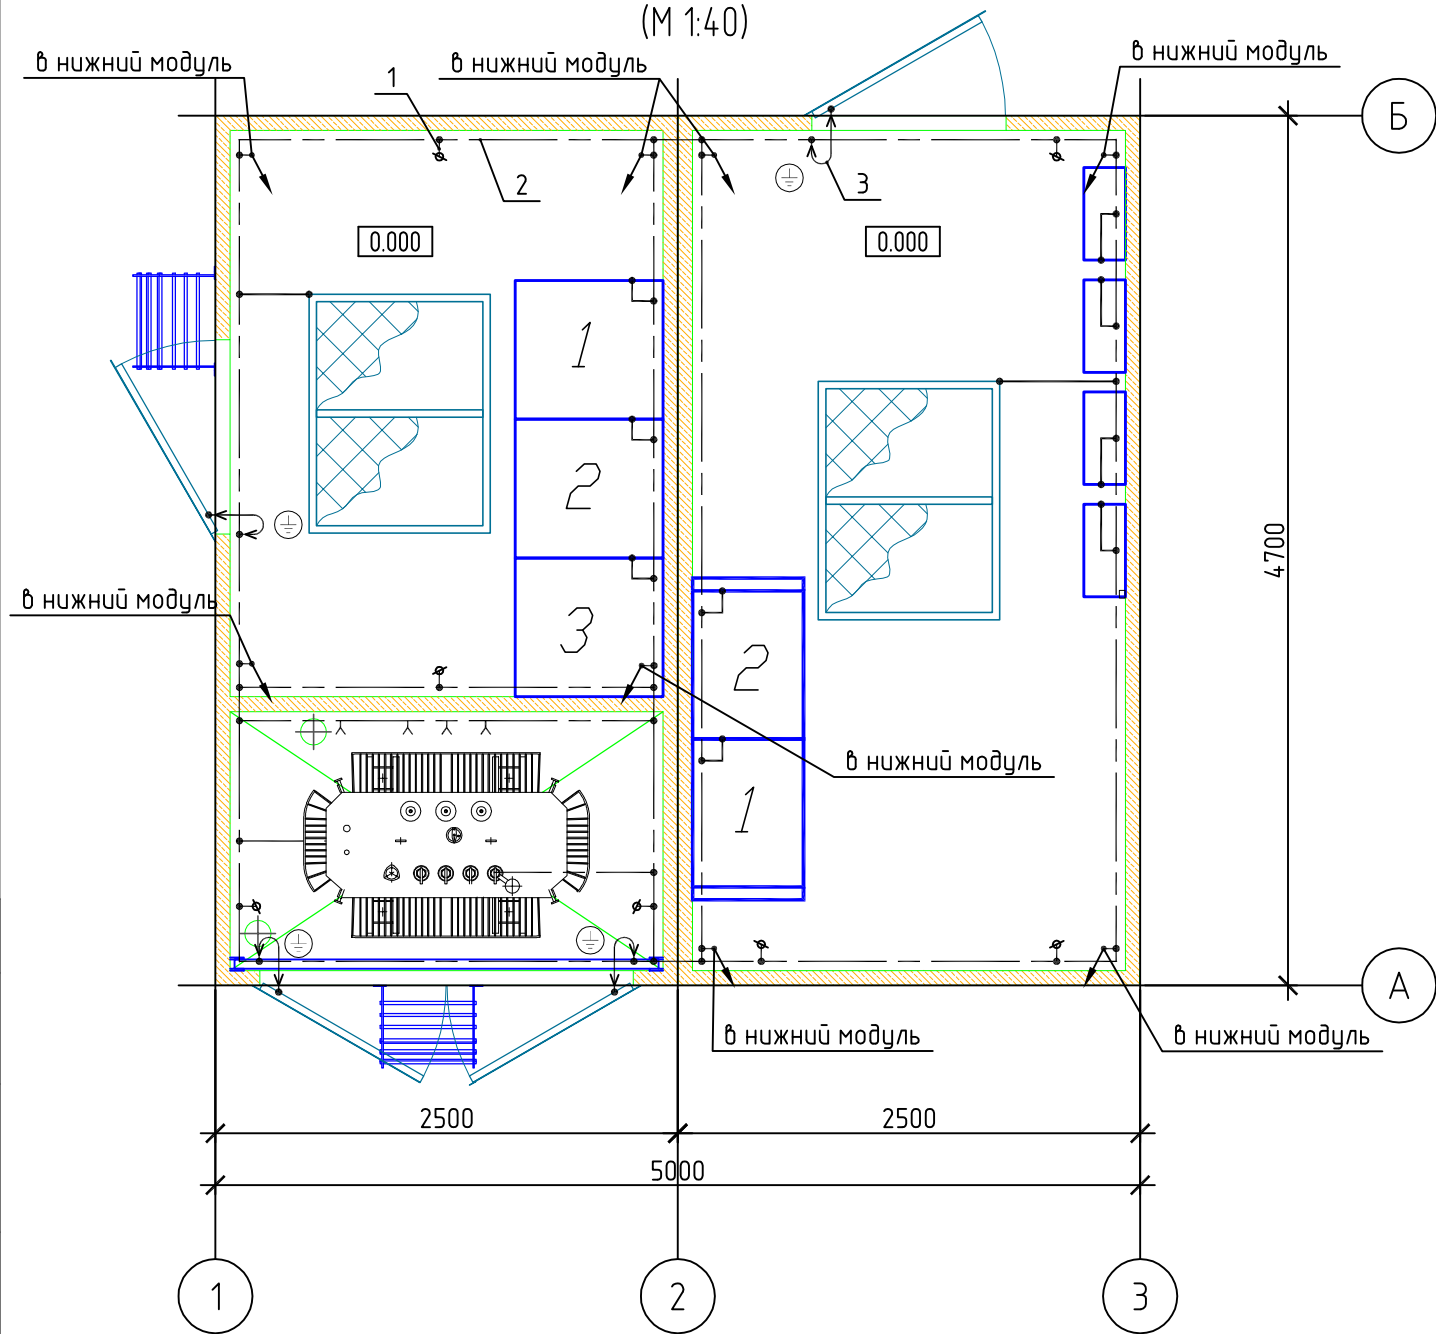 (М 1:40)
в нижний модуль
1
в нижний модуль
в нижний модуль
Б
2
3
0.000
0.000
1
2
4700
в нижний модуль
3
2
в нижний модуль
1
А
в нижний модуль
в нижний модуль
2500
2500
5000
1
2
3